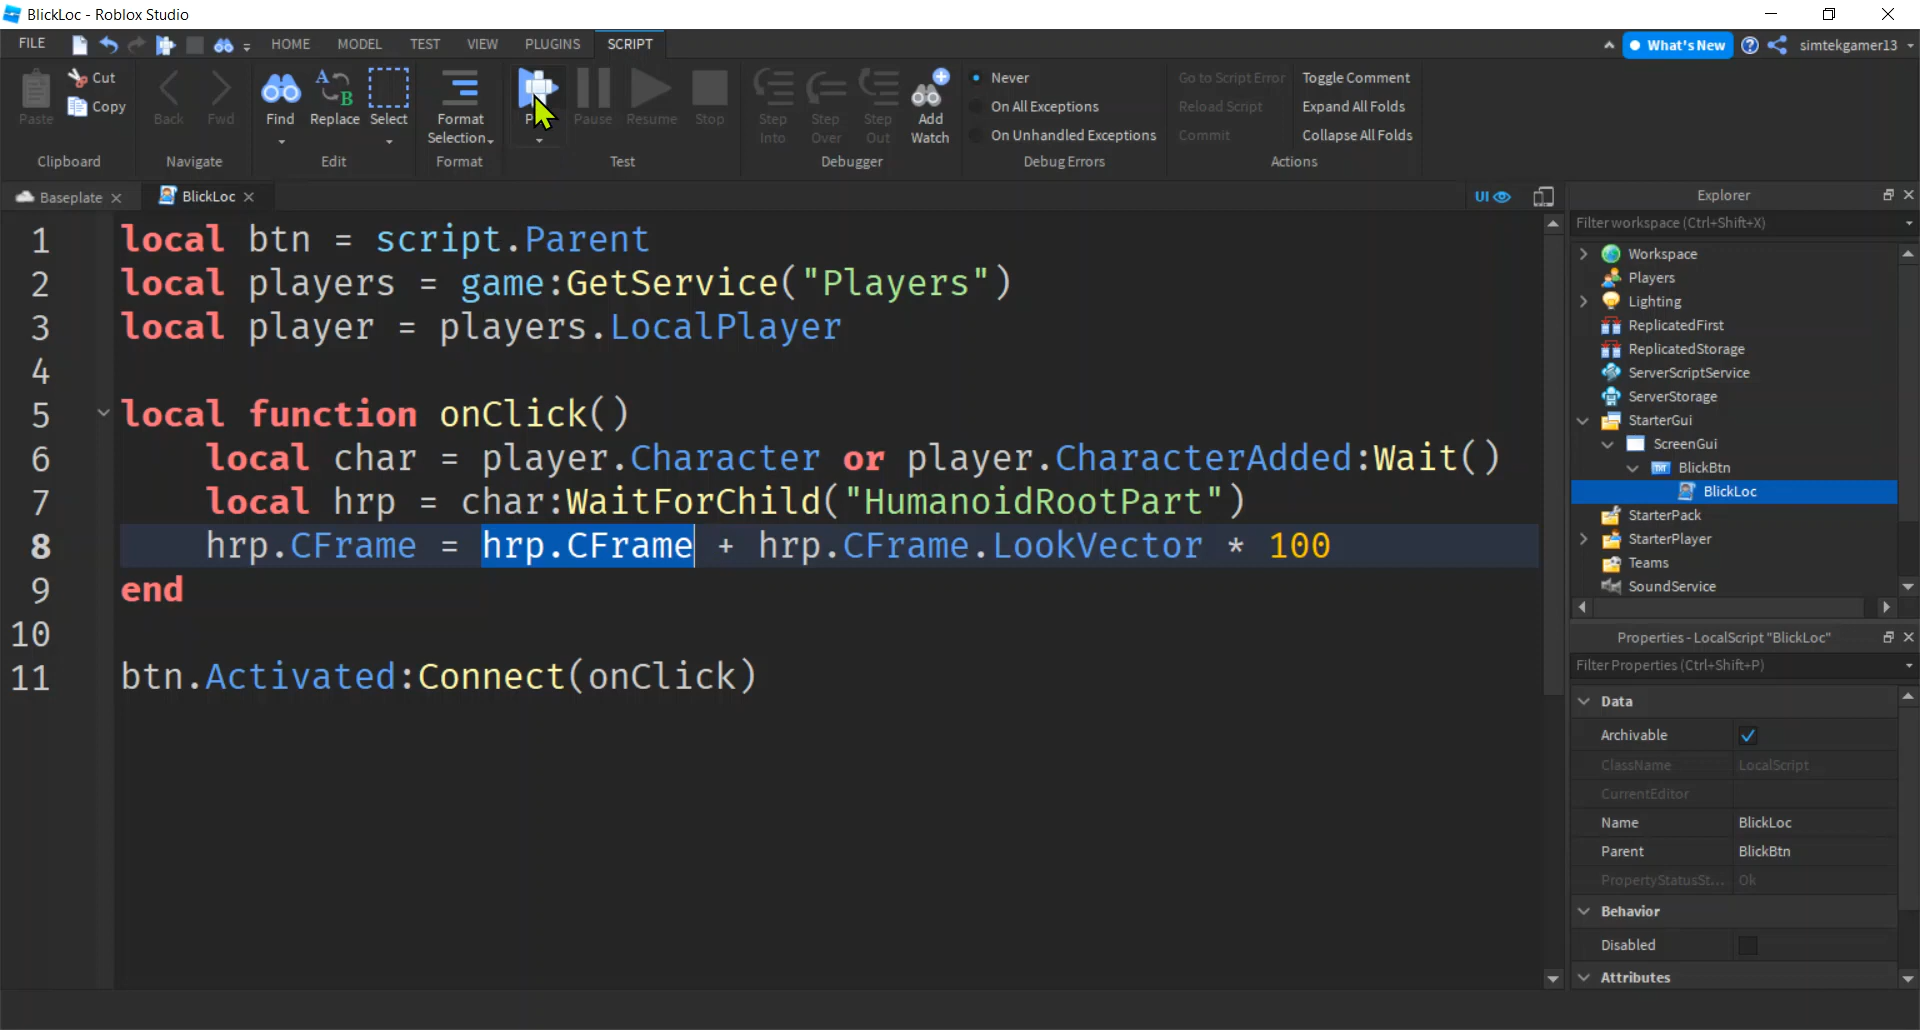 BlickLoc - Roblox Studio
FILE HOME MODEL TEST VIEW PLUGINS SCRIPT What's New simtekgamer13
Paste Cut Copy
Clipboard
Back Fwd
Navigate
Find Replace Select
Edit
Format Selection
Format
Pause Resume Stop
Test
Step Into Step Over Step Out Add Watch
Debugger
Never
On All Exceptions
On Unhandled Exceptions
Debug Errors
Go to Script Error
Reload Script
Commit
Toggle Comment
Expand All Folds
Collapse All Folds
Actions
Baseplate BlickLoc UI
1 local btn = script.Parent
2 local players = game:GetService("Players")
3 local player = players.LocalPlayer
4
5 local function onClick()
6 local char = player.Character or player.CharacterAdded:Wait()
7 local hrp = char:WaitForChild("HumanoidRootPart")
8 hrp.CFrame = hrp.CFrame + hrp.CFrame.LookVector * 100
9 end
10
11 btn.Activated:Connect(onClick)
Explorer
Filter workspace (Ctrl+Shift+X)
Workspace
Players
Lighting
ReplicatedFirst
ReplicatedStorage
ServerScriptService
ServerStorage
StarterGui
ScreenGui
BlickBtn
BlickLoc
StarterPack
StarterPlayer
Teams
SoundService
Properties - LocalScript "BlickLoc"
Filter Properties (Ctrl+Shift+P)
Data
Archivable
ClassName LocalScript
CurrentEditor
Name BlickLoc
Parent BlickBtn
PropertyStatusSt... Ok
Behavior
Disabled
Attributes